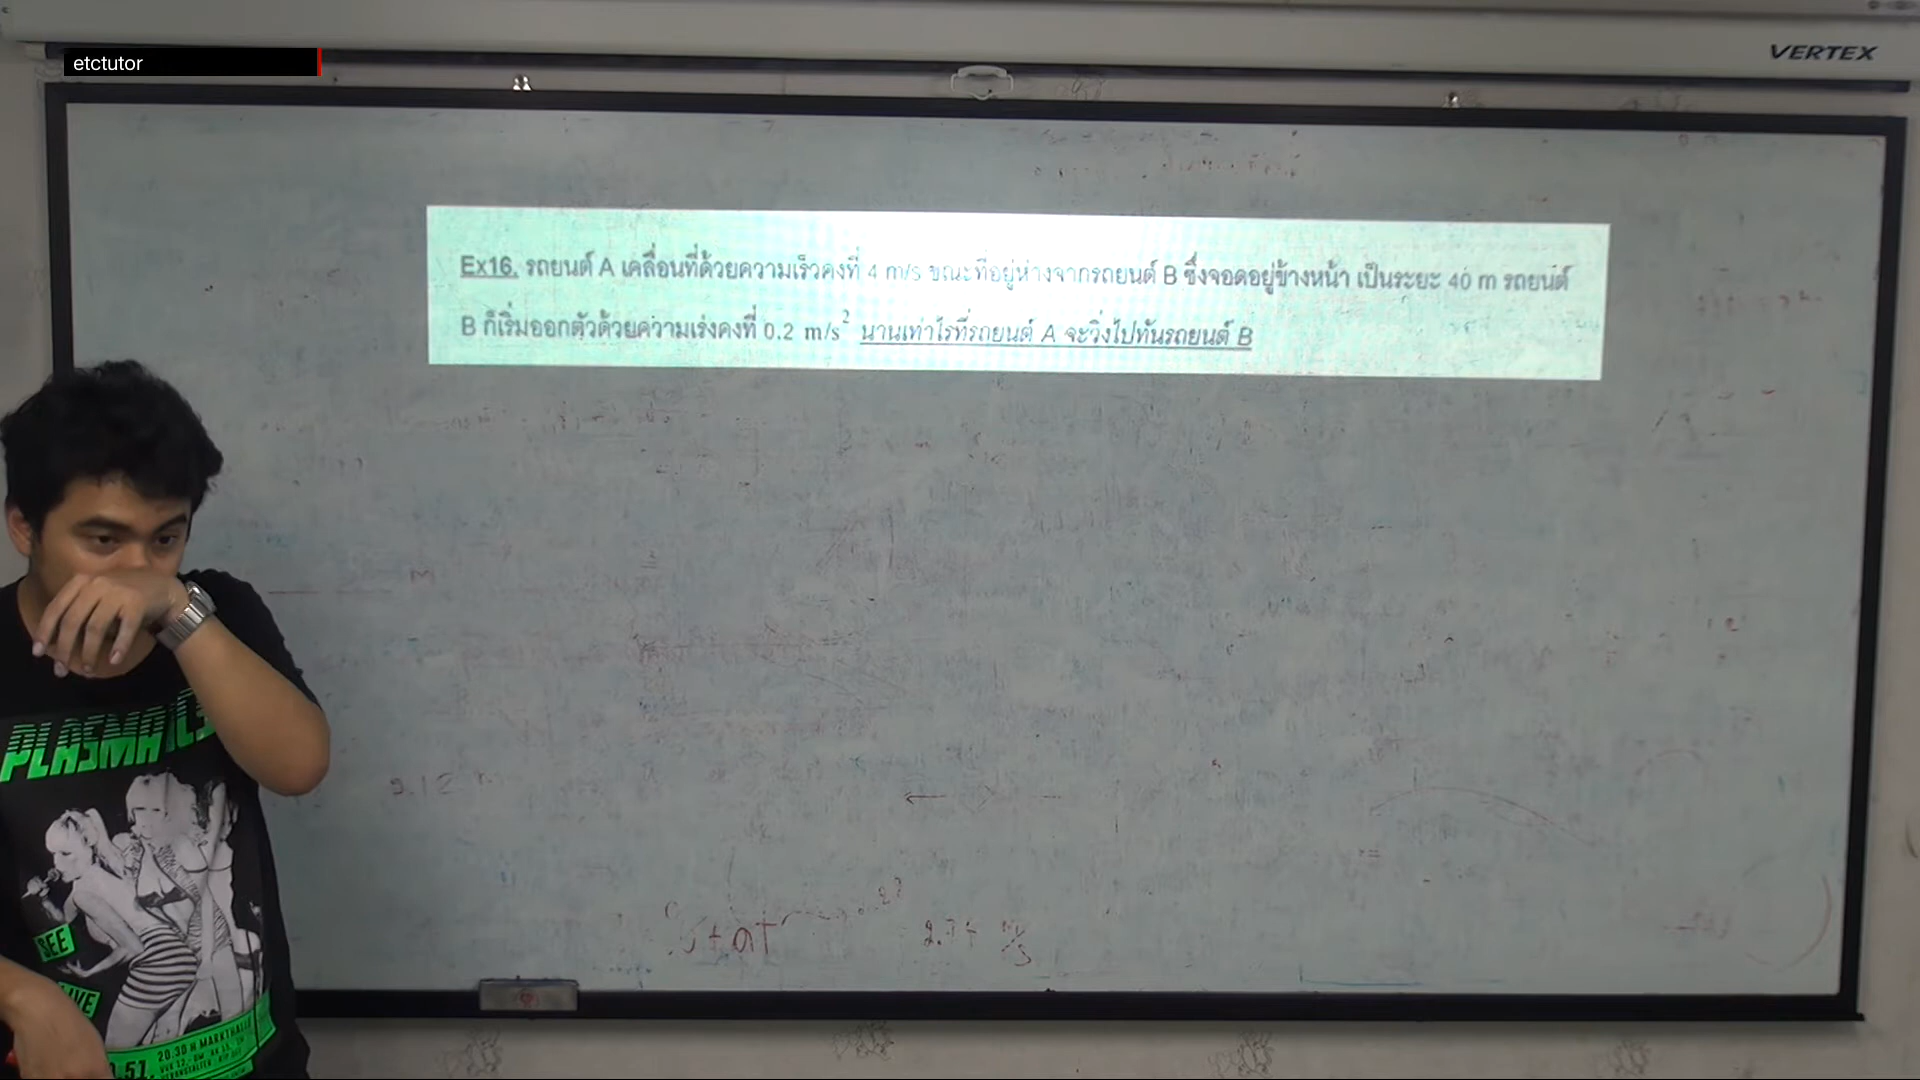 etctutor
VERTEX
Ex16. รถยนต์ A เคลื่อนที่ด้วยความเร็วคงที่ 4 m/s ขณะที่อยู่ห่างจากรถยนต์ B ซึ่งจอดอยู่ข้างหน้า เป็นระยะ 40 m รถยนต์
B ก็เริ่มออกตัวด้วยความเร่งคงที่ 0.2 m/s² นานเท่าไรที่รถยนต์ A จะวิ่งไปทันรถยนต์ B
PLASMATICS
SEE
LIVE
20.30 H MARKTHALLE